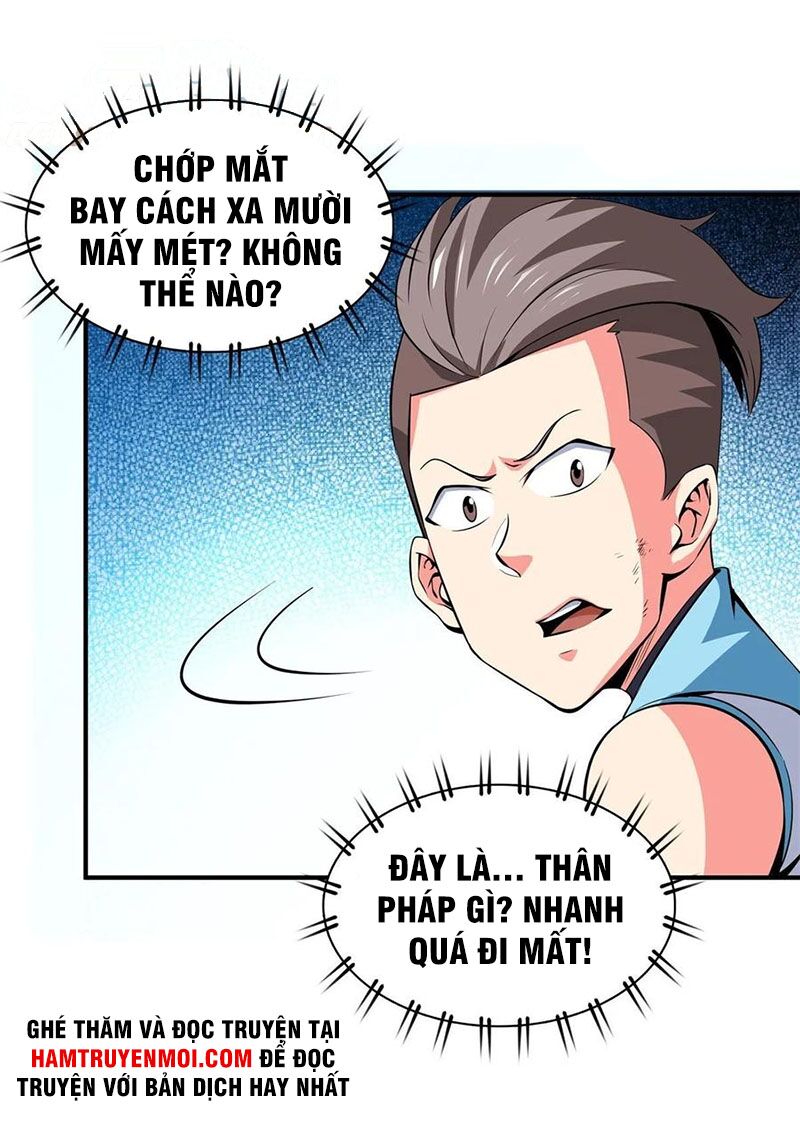 CHỚP MẮT
BAY CÁCH XA MƯỜI
MẤY MÉT? KHÔNG
THỂ NÀO?
ĐÂY LÀ... THÂN
PHÁP GÌ? NHANH
QUÁ ĐI MẤT!
GHÉ THĂM VÀ ĐỌC TRUYỆN TẠI
HAMTRUYENMOI.COM ĐỂ ĐỌC
TRUYỆN VỚI BẢN DỊCH HAY NHẤT